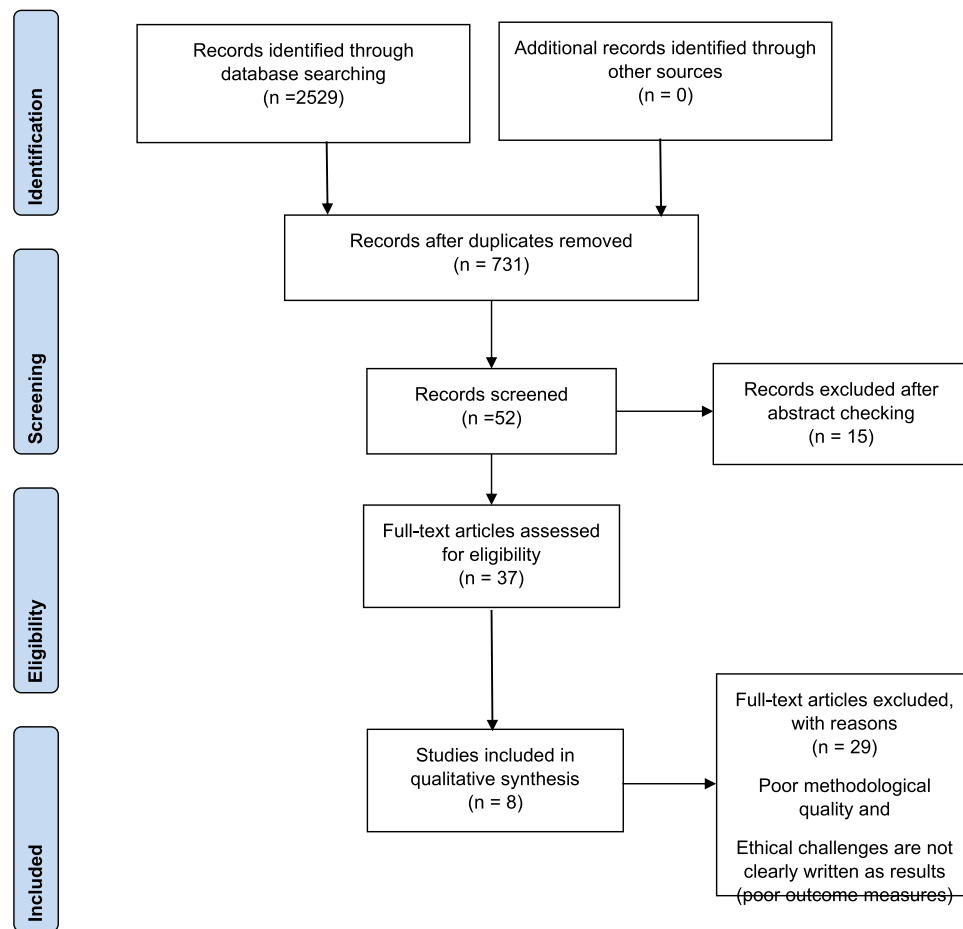 Identification
Records identified through
database searching
(n =2529)
Additional records identified through
other sources
(n = 0)
Records after duplicates removed
(n = 731)
Screening
Records screened
(n =52)
Records excluded after
abstract checking
(n = 15)
Eligibility
Full-text articles assessed
for eligibility
(n = 37)
Included
Studies included in
qualitative synthesis
(n = 8)
Full-text articles excluded,
with reasons
(n = 29)
Poor methodological
quality and
Ethical challenges are not
clearly written as results
(poor outcome measures)